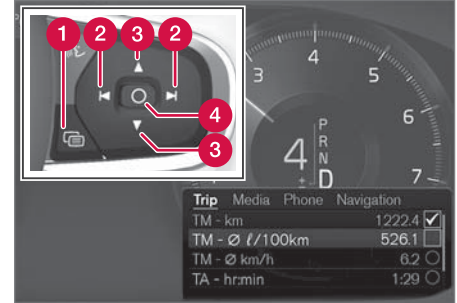 1
2
3
2
4
3
3
4
5
6
7
4
P
R
N
D
±
Trip Media Phone Navigation
TM - km 1222.4
TM - Ø ℓ/100km 526.1
TM - Ø km/h 6.2
TA - hr:min 1:29